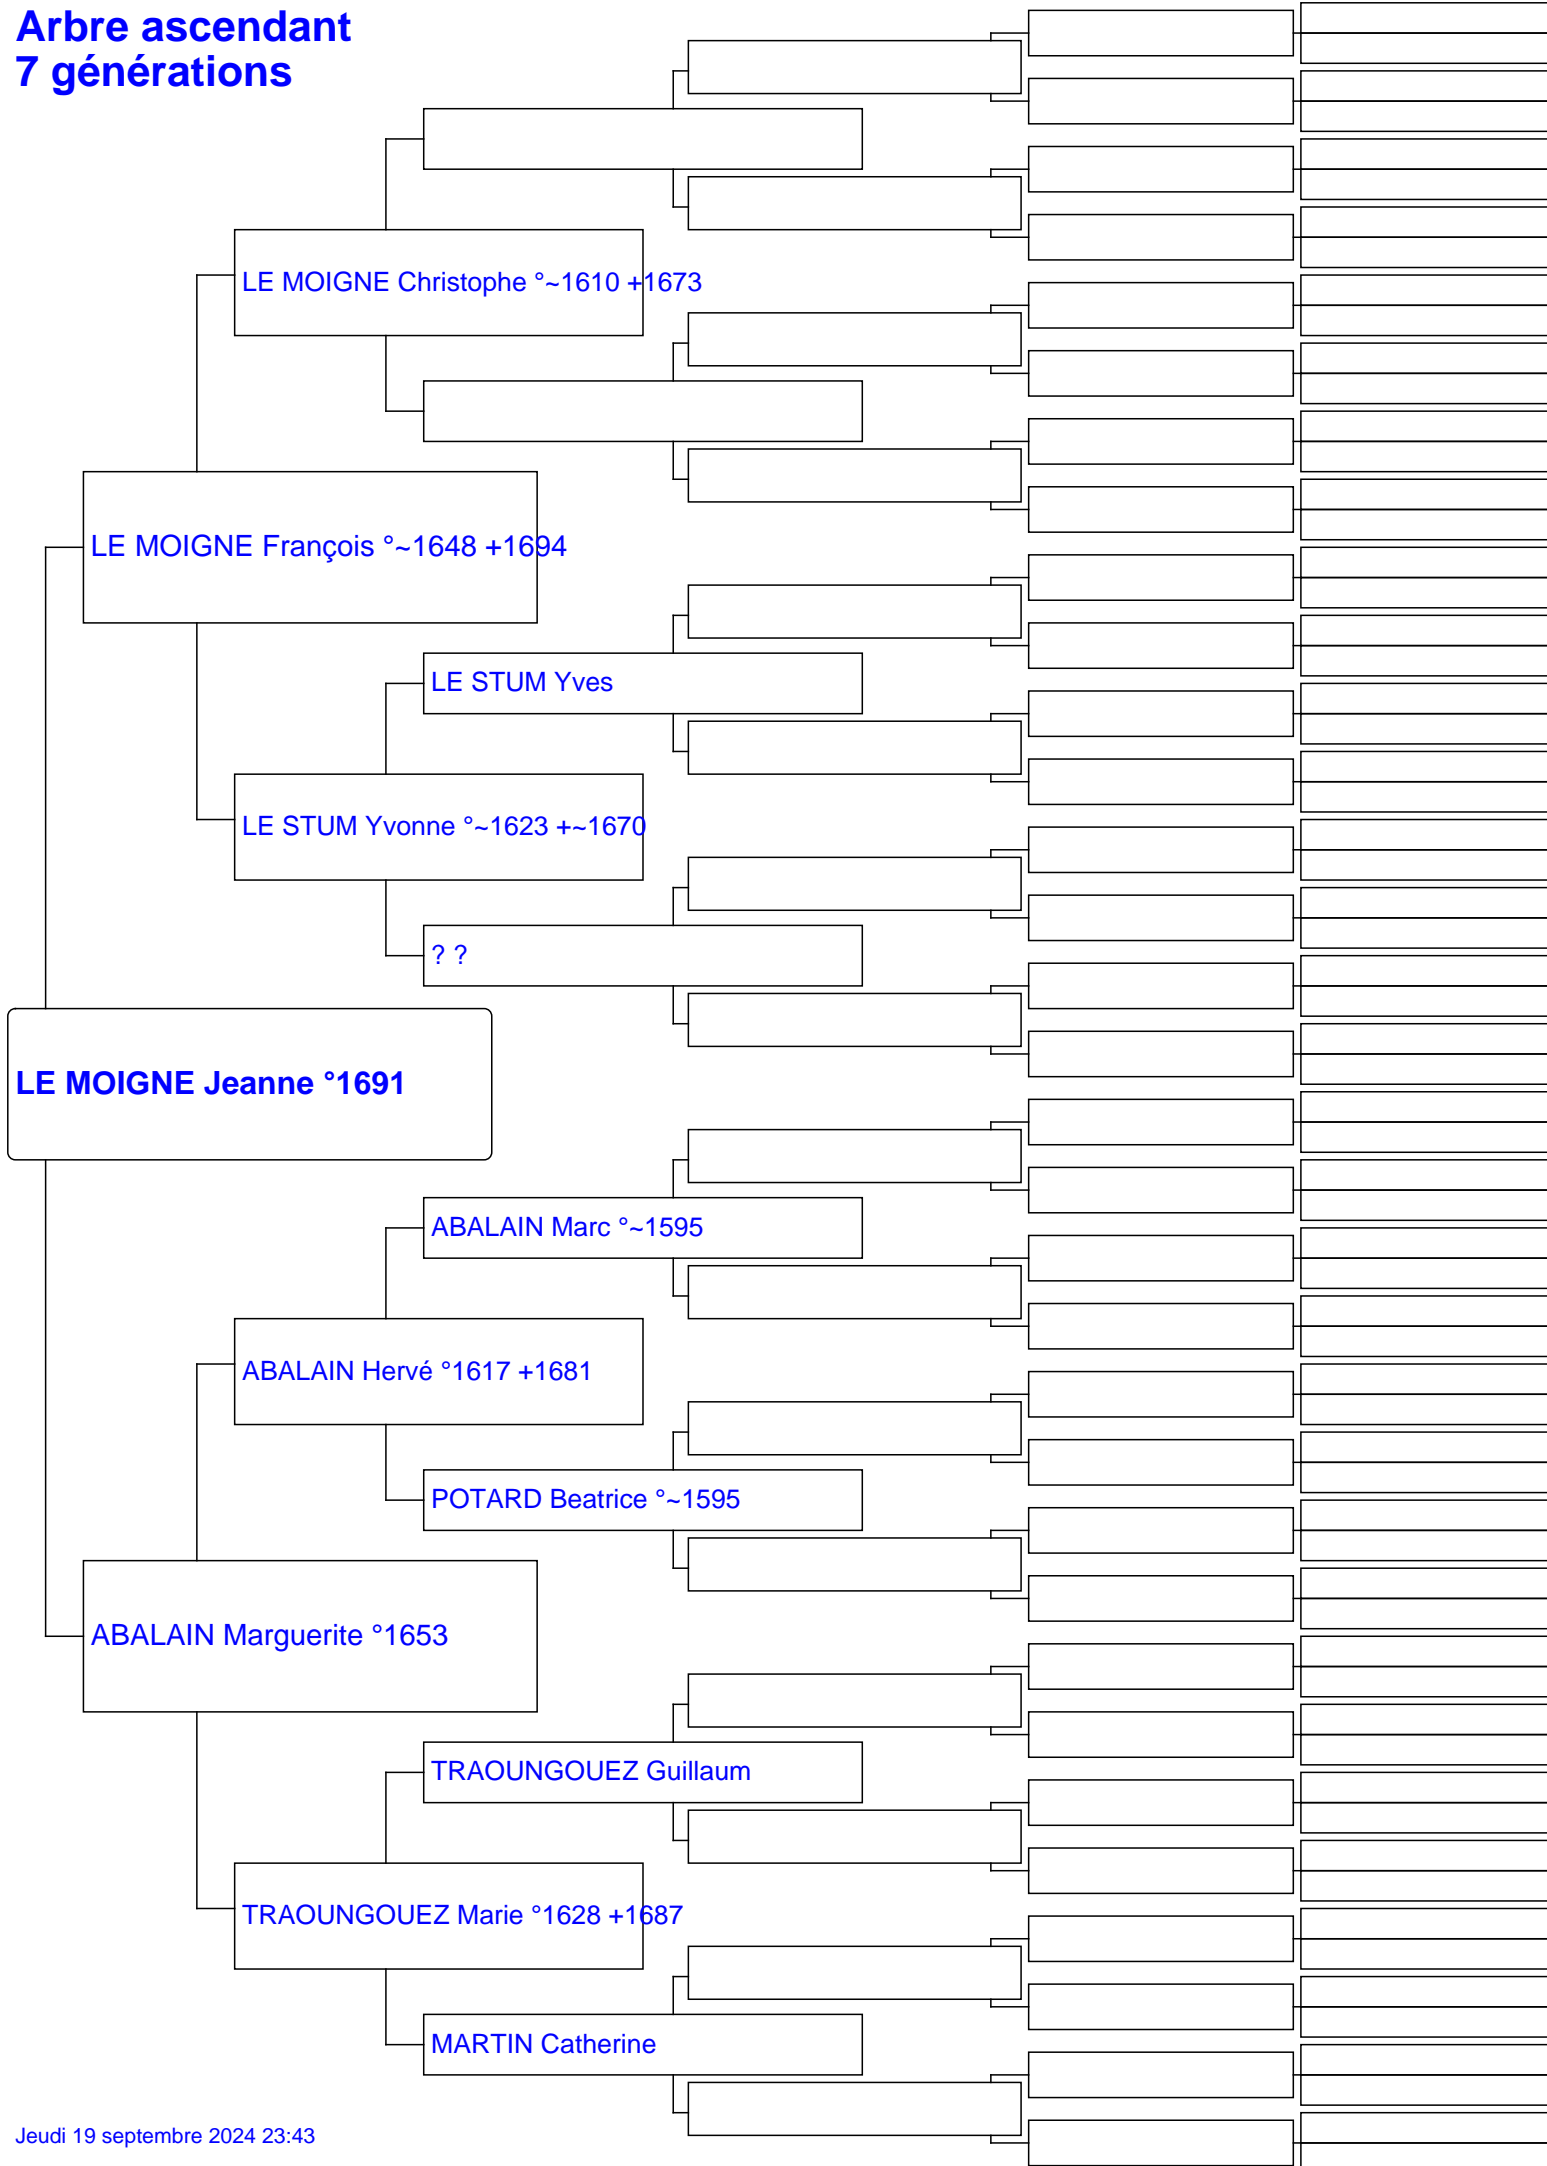 Arbre ascendant
7 générations
LE MOIGNE Christophe °~1610 +1673
LE MOIGNE François °~1648 +1694
LE STUM Yves
LE STUM Yvonne °~1623 +~1670
? ?
LE MOIGNE Jeanne °1691
ABALAIN Marc °~1595
ABALAIN Hervé °1617 +1681
POTARD Beatrice °~1595
ABALAIN Marguerite °1653
TRAOUNGOUEZ Guillaum
TRAOUNGOUEZ Marie °1628 +1687
MARTIN Catherine
Jeudi 19 septembre 2024 23:43